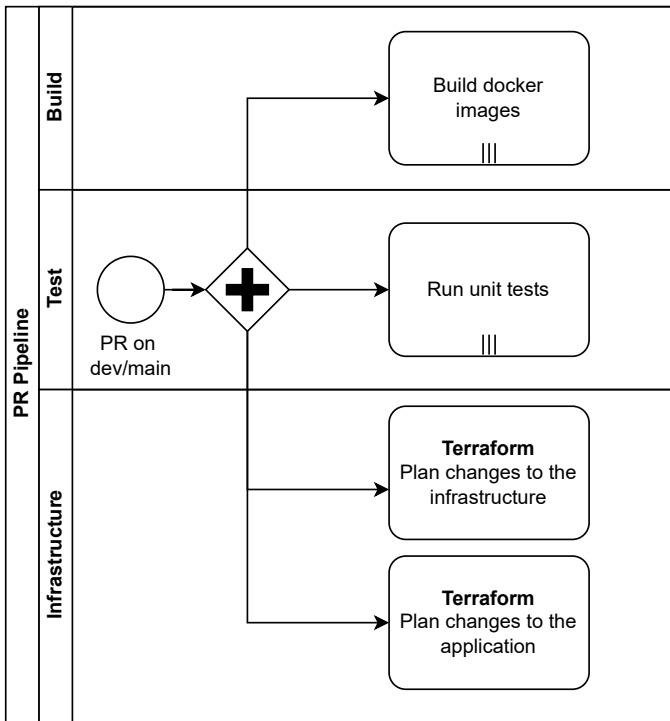 PR Pipeline
Build
Build docker
images
Test
PR on
dev/main
Run unit tests
Infrastructure
Terraform
Plan changes to the
infrastructure
Terraform
Plan changes to the
application